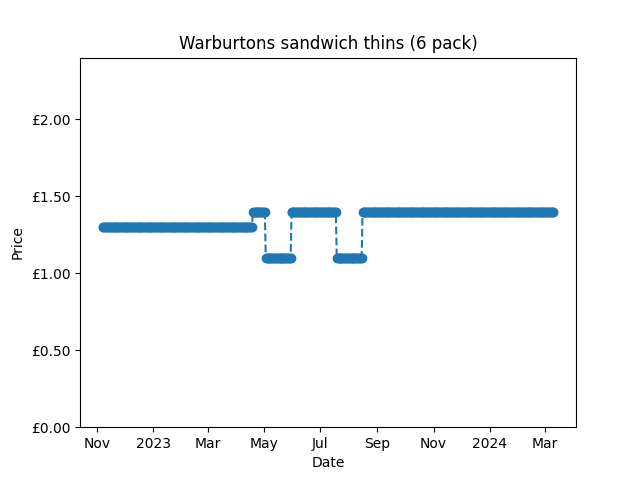 Warburtons sandwich thins (6 pack)
£2.00
£1.50
£1.00
£0.50
£0.00
Price
Nov 2023 Mar May Jul Sep Nov 2024 Mar
Date